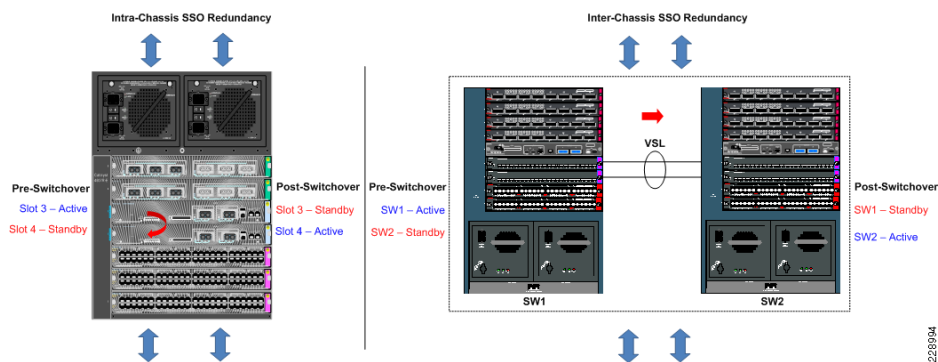 Intra-Chassis SSO Redundancy
Pre-Switchover
Slot 3 – Active
Slot 4 – Standby
Post-Switchover
Slot 3 – Standby
Slot 4 – Active
Inter-Chassis SSO Redundancy
Pre-Switchover
SW1 – Active
SW2 – Standby
VSL
SW1
SW2
Post-Switchover
SW1 – Standby
SW2 – Active
228994